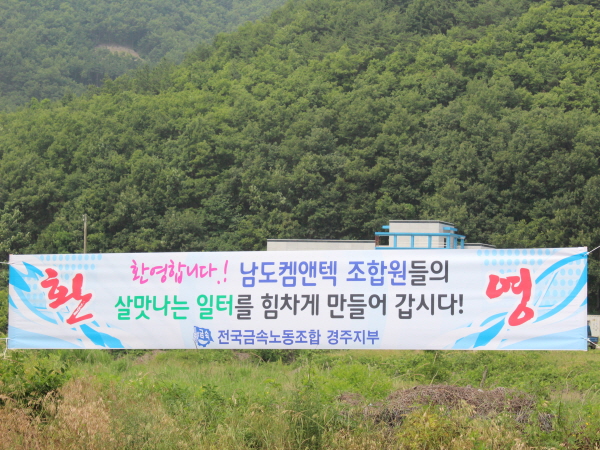 환 영
환영합니다.! 남도켐앤텍 조합원들의
살맛나는 일터를 힘차게 만들어 갑시다!
금속 전국금속노동조합 경주지부